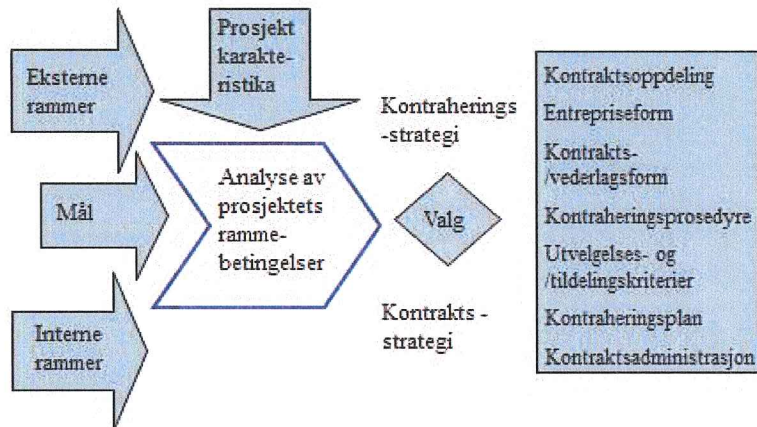 Eksterne
rammer
Prosjekt
karakte-
ristika
Mål
Interne
rammer
Analyse av
prosjektets
ramme-
betingelser
Kontraherings
-strategi
Valg
Kontrakts -
strategi
Kontraktsoppdeling
Entrepriseform
Kontrakts-
/vederlagsform
Kontraheringsprosedyre
Utvelgelses- og
/tildelingskriterier
Kontraheringsplan
Kontraktsadministrasjon